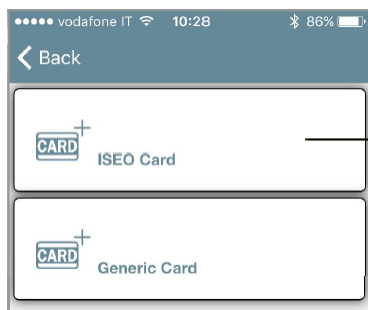 vodafone IT 10:28 86%
Back
CARD
ISEO Card
CARD
Generic Card